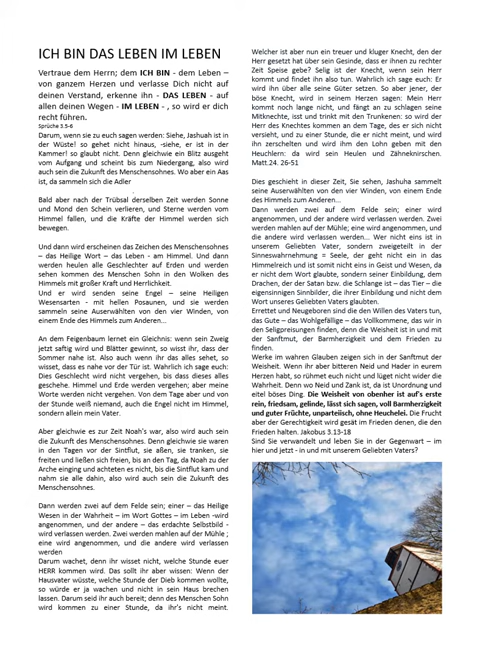 ICH BIN DAS LEBEN IM LEBEN
Vertraue dem Herrn; dem ICH BIN - dem Leben –
von ganzem Herzen und verlasse Dich nicht auf
deinen Verstand, erkenne ihn - DAS LEBEN - auf
allen deinen Wegen - IM LEBEN - , so wird er dich
recht führen.
Sprüche 3.5-6
Darum, wenn sie zu euch sagen werden: Siehe, Jashuah ist in
der Wüste! so gehet nicht hinaus, -siehe, er ist in der
Kammer! so glaubt nicht. Denn gleichwie ein Blitz ausgeht
vom Aufgang und scheint bis zum Niedergang, also wird
auch sein die Zukunft des Menschensohnes. Wo aber ein Aas
ist, da sammeln sich die Adler
Bald aber nach der Trübsal derselben Zeit werden Sonne
und Mond den Schein verlieren, und Sterne werden vom
Himmel fallen, und die Kräfte der Himmel werden sich
bewegen.
Und dann wird erscheinen das Zeichen des Menschensohnes
– das Heilige Wort – das Leben - am Himmel. Und dann
werden heulen alle Geschlechter auf Erden und werden
sehen kommen des Menschen Sohn in den Wolken des
Himmels mit großer Kraft und Herrlichkeit.
Und er wird senden seine Engel – seine Heiligen
Wesensarten - mit hellen Posaunen, und sie werden
sammeln seine Auserwählten von den vier Winden, von
einem Ende des Himmels zum Anderen...
An dem Feigenbaum lernet ein Gleichnis: wenn sein Zweig
jetzt saftig wird und Blätter gewinnt, so wisst ihr, dass der
Sommer nahe ist. Also auch wenn ihr das alles sehet, so
wisset, dass es nahe vor der Tür ist. Wahrlich ich sage euch:
Dies Geschlecht wird nicht vergehen, bis dass dieses alles
geschehe. Himmel und Erde werden vergehen; aber meine
Worte werden nicht vergehen. Von dem Tage aber und von
der Stunde weiß niemand, auch die Engel nicht im Himmel,
sondern allein mein Vater.
Aber gleichwie es zur Zeit Noah's war, also wird auch sein
die Zukunft des Menschensohnes. Denn gleichwie sie waren
in den Tagen vor der Sintflut, sie aßen, sie tranken, sie
freiten und ließen sich freien, bis an den Tag, da Noah zu der
Arche einging und achteten es nicht, bis die Sintflut kam und
nahm sie alle dahin, also wird auch sein die Zukunft des
Menschensohnes.
Dann werden zwei auf dem Felde sein; einer – das Heilige
Wesen in der Wahrheit – im Wort Gottes – im Leben -wird
angenommen, und der andere – das erdachte Selbstbild -
wird verlassen werden. Zwei werden mahlen auf der Mühle ;
eine wird angenommen, und die andere wird verlassen
werden
Darum wachet, denn ihr wisset nicht, welche Stunde euer
HERR kommen wird. Das sollt ihr aber wissen: Wenn der
Hausvater wüsste, welche Stunde der Dieb kommen wollte,
so würde er ja wachen und nicht in sein Haus brechen
lassen. Darum seid ihr auch bereit; denn des Menschen Sohn
wird kommen zu einer Stunde, da ihr's nicht meint.
Welcher ist aber nun ein treuer und kluger Knecht, den der
Herr gesetzt hat über sein Gesinde, dass er ihnen zu rechter
Zeit Speise gebe? Selig ist der Knecht, wenn sein Herr
kommt und findet ihn also tun. Wahrlich ich sage euch: Er
wird ihn über alle seine Güter setzen. So aber jener, der
böse Knecht, wird in seinem Herzen sagen: Mein Herr
kommt noch lange nicht, und fängt an zu schlagen seine
Mitknechte, isst und trinkt mit den Trunkenen: so wird der
Herr des Knechtes kommen an dem Tage, des er sich nicht
versieht, und zu einer Stunde, die er nicht meint, und wird
ihn zerschelten und wird ihm den Lohn geben mit den
Heuchlern: da wird sein Heulen und Zähneknirschen.
Matt.24. 26-51
Dies geschieht in dieser Zeit, Sie sehen, Jashuha sammelt
seine Auserwählten von den vier Winden, von einem Ende
des Himmels zum Anderen...
Dann werden zwei auf dem Felde sein; einer wird
angenommen, und der andere wird verlassen werden. Zwei
werden mahlen auf der Mühle; eine wird angenommen, und
die andere wird verlassen werden... Wer nicht eins ist in
unserem Geliebten Vater, sondern zweigeteilt in der
Sinneswahrnehmung = Seele, der geht nicht ein in das
Himmelreich und ist somit nicht eins in Geist und Wesen, da
er nicht dem Wort glaubte, sondern seiner Einbildung, dem
Drachen, der der Satan bzw. die Schlange ist – das Tier – die
eigensinnigen Sinnbilder, die ihrer Einbildung und nicht dem
Wort unseres Geliebten Vaters glaubten.
Errettet und Neugeboren sind die den Willen des Vaters tun,
das Gute – das Wohlgefällige – das Vollkommene, das wir in
den Seligpreisungen finden, denn die Weisheit ist in und mit
der Sanftmut, der Barmherzigkeit und dem Frieden zu
finden.
Werke im wahren Glauben zeigen sich in der Sanftmut der
Weisheit. Wenn ihr aber bitteren Neid und Hader in eurem
Herzen habt, so rühmet euch nicht und lüget nicht wider die
Wahrheit. Denn wo Neid und Zank ist, da ist Unordnung und
eitel böses Ding. Die Weisheit von obenher ist auf's erste
rein, friedsam, gelinde, lässt sich sagen, voll Barmherzigkeit
und guter Früchte, unparteiisch, ohne Heuchelei. Die Frucht
aber der Gerechtigkeit wird gesät im Frieden denen, die den
Frieden halten. Jakobus 3.13-18
Sind Sie verwandelt und leben Sie in der Gegenwart – im
hier und jetzt - in und mit unserem Geliebten Vaters?